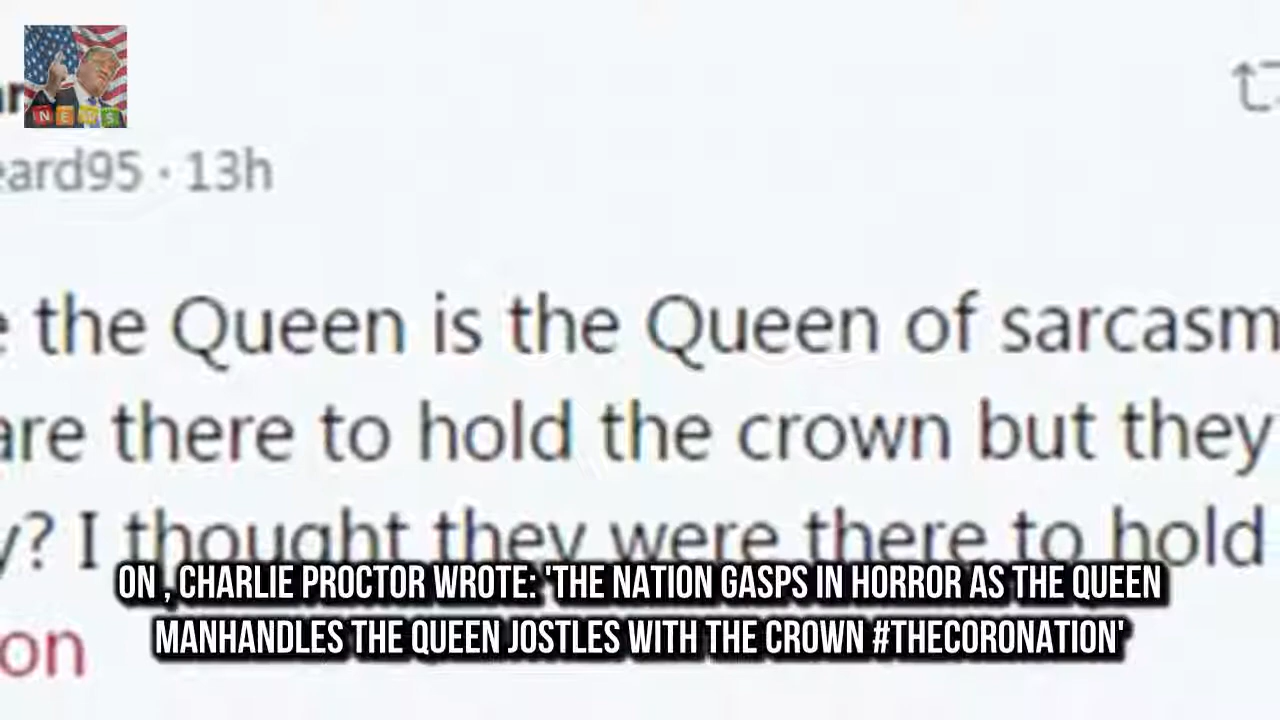 NEWS
eard95 · 13h
the Queen is the Queen of sarcasm
are there to hold the crown but they
y? I thought they were there to hold
on
ON , CHARLIE PROCTOR WROTE: 'THE NATION GASPS IN HORROR AS THE QUEEN
MANHANDLES THE QUEEN JOSTLES WITH THE CROWN #THECORONATION'